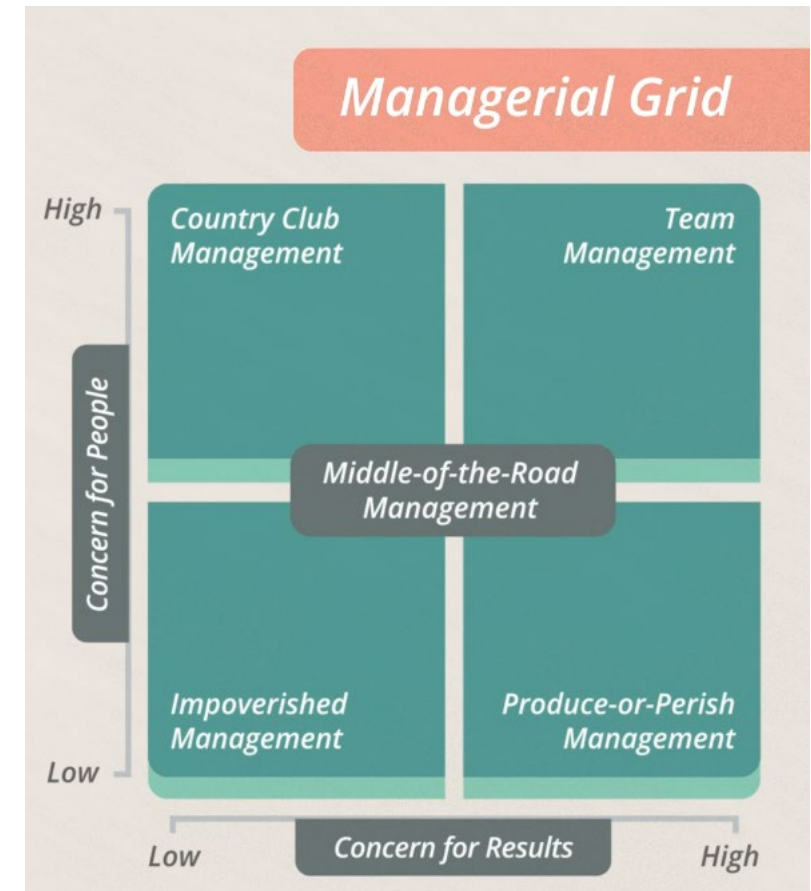 Managerial Grid
High
Country Club
Management
Team
Management
Concern for People
Middle-of-the-Road
Management
Impoverished
Management
Produce-or-Perish
Management
Low
Low
Concern for Results
High